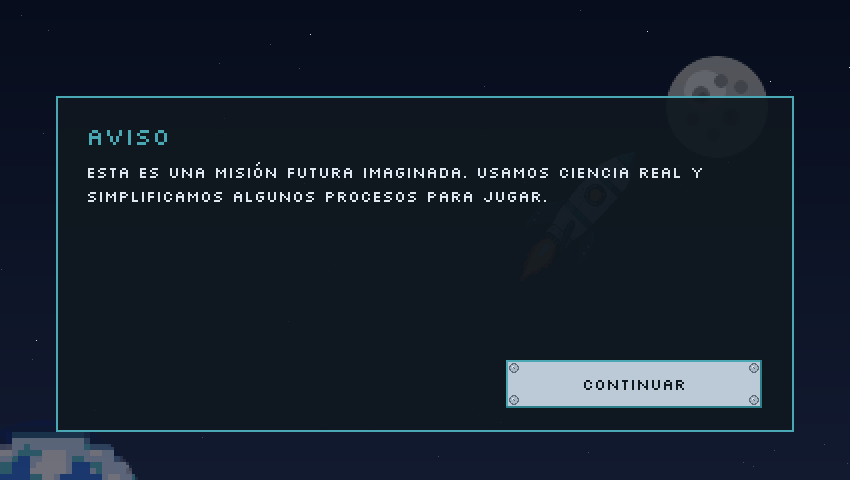 AVISO
ESTA ES UNA MISIÓN FUTURA IMAGINADA. USAMOS CIENCIA REAL Y
SIMPLIFICAMOS ALGUNOS PROCESOS PARA JUGAR.
CONTINUAR